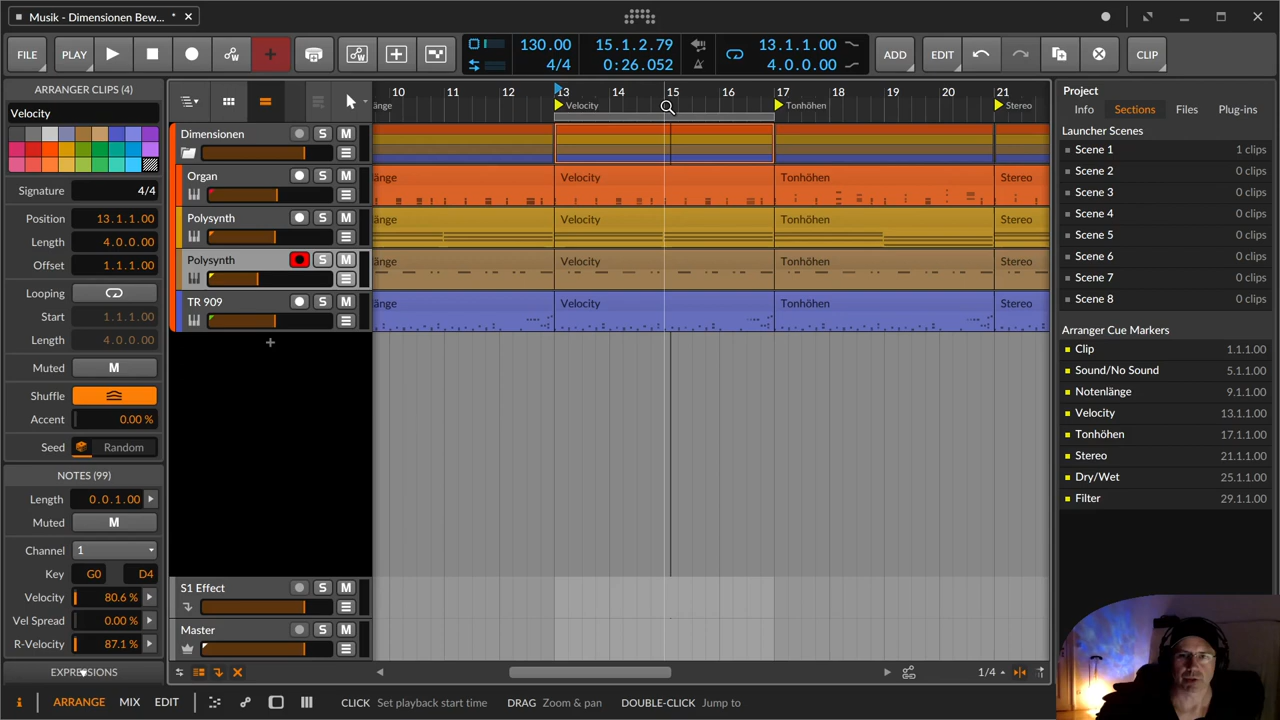 Musik - Dimensionen Bew... *
FILE PLAY ADD EDIT CLIP
130.00 15.1.2.79 13.1.1.00
4/4 0:26.052 4.0.0.00
ARRANGER CLIPS (4)
Velocity
Signature 4/4
Position 13.1.1.00
Length 4.0.0.00
Offset 1.1.1.00
Looping
Start 1.1.1.00
Length 4.0.0.00
Muted M
Shuffle
Accent 0.00 %
Seed Random
NOTES (99)
Length 0.0.1.00
Muted M
Channel 1
Key G0 D4
Velocity 80.6 %
Vel Spread 0.00 %
R-Velocity 87.1 %
EXPRESSIONS
10 11 12 13 14 15 16 17 18 19 20 21
änge Velocity Tonhöhen Stereo
Dimensionen S M
Organ S M
änge Velocity Tonhöhen Stereo
Polysynth S M
änge Velocity Tonhöhen Stereo
Polysynth S M
änge Velocity Tonhöhen Stereo
TR 909 S M
änge Velocity Tonhöhen Stereo
+
S1 Effect S M
Master S M
1/4
Project
Info Sections Files Plug-ins
Launcher Scenes
Scene 1 1 clips
Scene 2 0 clips
Scene 3 0 clips
Scene 4 0 clips
Scene 5 0 clips
Scene 6 0 clips
Scene 7 0 clips
Scene 8 0 clips
Arranger Cue Markers
Clip 1.1.1.00
Sound/No Sound 5.1.1.00
Notenlänge 9.1.1.00
Velocity 13.1.1.00
Tonhöhen 17.1.1.00
Stereo 21.1.1.00
Dry/Wet 25.1.1.00
Filter 29.1.1.00
i ARRANGE MIX EDIT CLICK Set playback start time DRAG Zoom & pan DOUBLE-CLICK Jump to